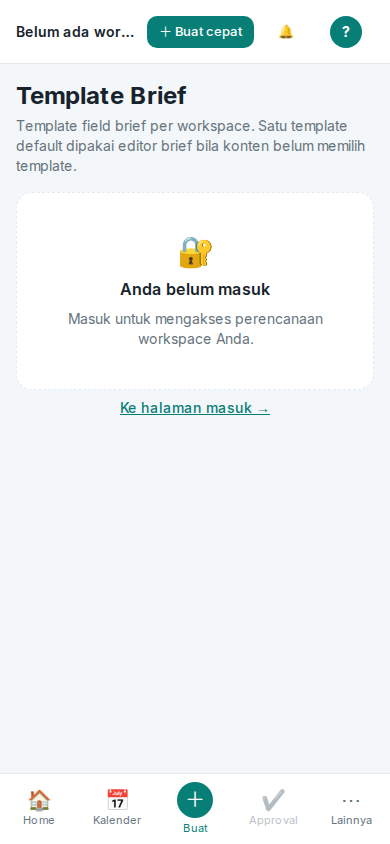 Belum ada wor...
+ Buat cepat
?
Template Brief
Template field brief per workspace. Satu template
default dipakai editor brief bila konten belum memilih
template.
Anda belum masuk
Masuk untuk mengakses perencanaan
workspace Anda.
Ke halaman masuk →
Home
Kalender
Buat
Approval
Lainnya